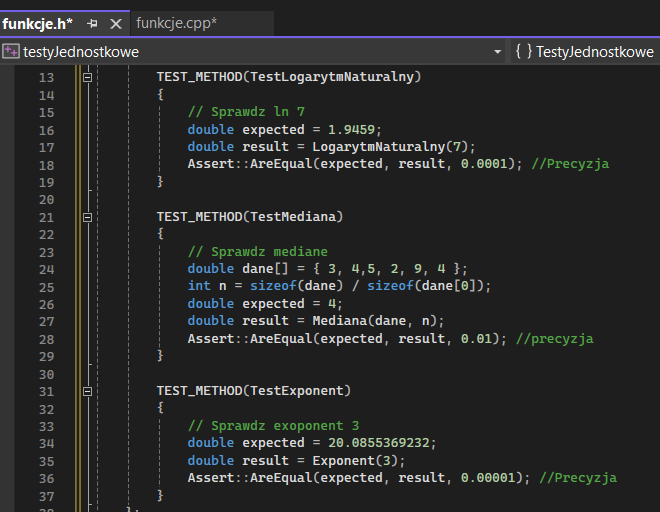 funkcje.h*
funkcje.cpp*
testyJednostkowe
{ } TestyJednostkowe
13 TEST_METHOD(TestLogarytmNaturalny)
14 {
15 // Sprawdz ln 7
16 double expected = 1.9459;
17 double result = LogarytmNaturalny(7);
18 Assert::AreEqual(expected, result, 0.0001); //Precyzja
19 }
20
21 TEST_METHOD(TestMediana)
22 {
23 // Sprawdz mediane
24 double dane[] = { 3, 4,5, 2, 9, 4 };
25 int n = sizeof(dane) / sizeof(dane[0]);
26 double expected = 4;
27 double result = Mediana(dane, n);
28 Assert::AreEqual(expected, result, 0.01); //precyzja
29 }
30
31 TEST_METHOD(TestExponent)
32 {
33 // Sprawdz exoponent 3
34 double expected = 20.0855369232;
35 double result = Exponent(3);
36 Assert::AreEqual(expected, result, 0.00001); //Precyzja
37 }
38 };